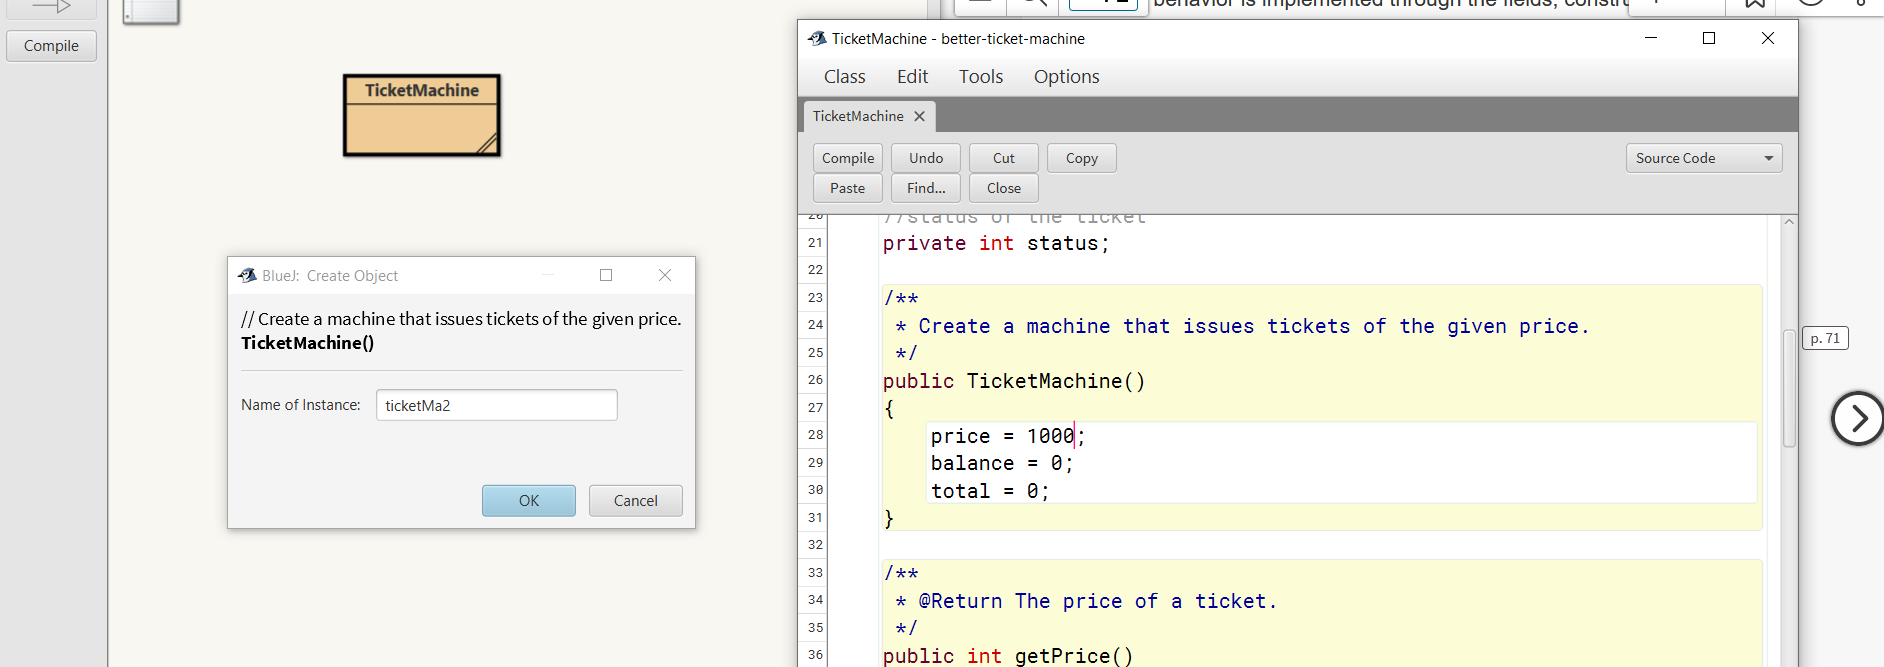 Compile
TicketMachine
BlueJ: Create Object
// Create a machine that issues tickets of the given price.
TicketMachine()
Name of Instance:
ticketMa2
OK
Cancel
behavior is implemented through the fields, constru
TicketMachine - better-ticket-machine
Class Edit Tools Options
TicketMachine
Compile Undo Cut Copy
Source Code
Paste Find... Close
20 //status of the ticket
21 private int status;
22
23 /**
24 * Create a machine that issues tickets of the given price.
25 */
26 public TicketMachine()
27 {
28 price = 1000;
29 balance = 0;
30 total = 0;
31 }
32
33 /**
34 * @Return The price of a ticket.
35 */
36 public int getPrice()
p. 71